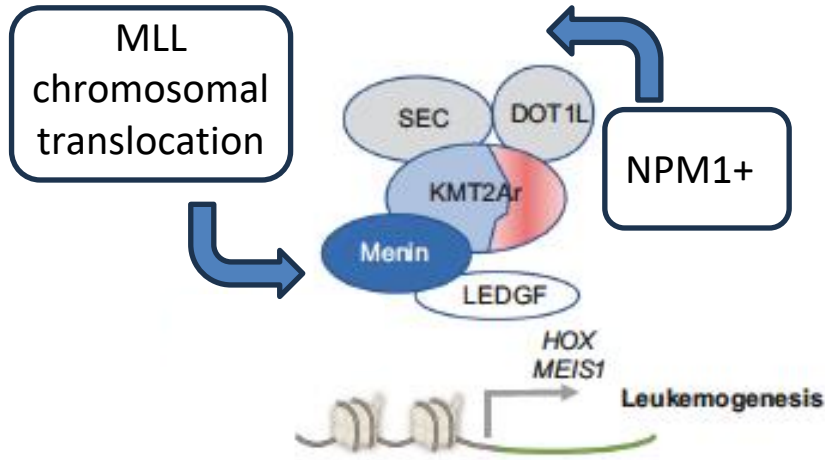 MLL
chromosomal
translocation
SEC
DOT1L
NPM1+
KMT2Ar
Menin
LEDGF
HOX
MEIS1
Leukemogenesis